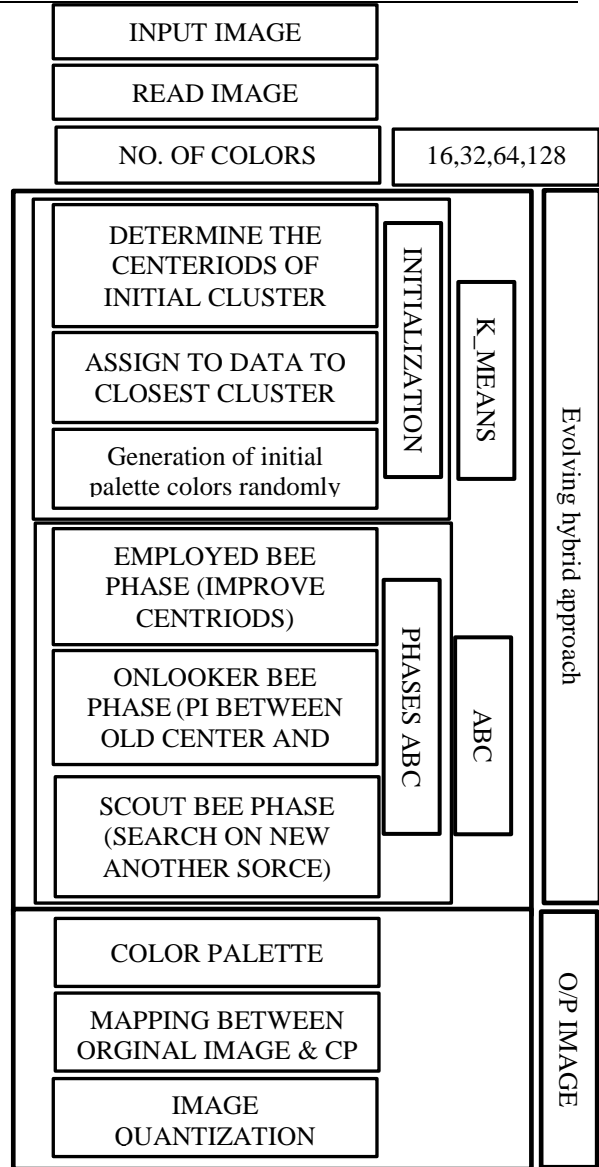 INPUT IMAGE
READ IMAGE
NO. OF COLORS
16,32,64,128
DETERMINE THE
CENTERIODS OF
INITIAL CLUSTER
ASSIGN TO DATA TO
CLOSEST CLUSTER
Generation of initial
palette colors randomly
INITIALIZATION
K_MEANS
EMPLOYED BEE
PHASE (IMPROVE
CENTRIODS)
ONLOOKER BEE
PHASE (PI BETWEEN
OLD CENTER AND
SCOUT BEE PHASE
(SEARCH ON NEW
ANOTHER SORCE)
PHASES ABC
ABC
Evolving hybrid approach
COLOR PALETTE
MAPPING BETWEEN
ORGINAL IMAGE & CP
IMAGE
QUANTIZATION
O/P IMAGE